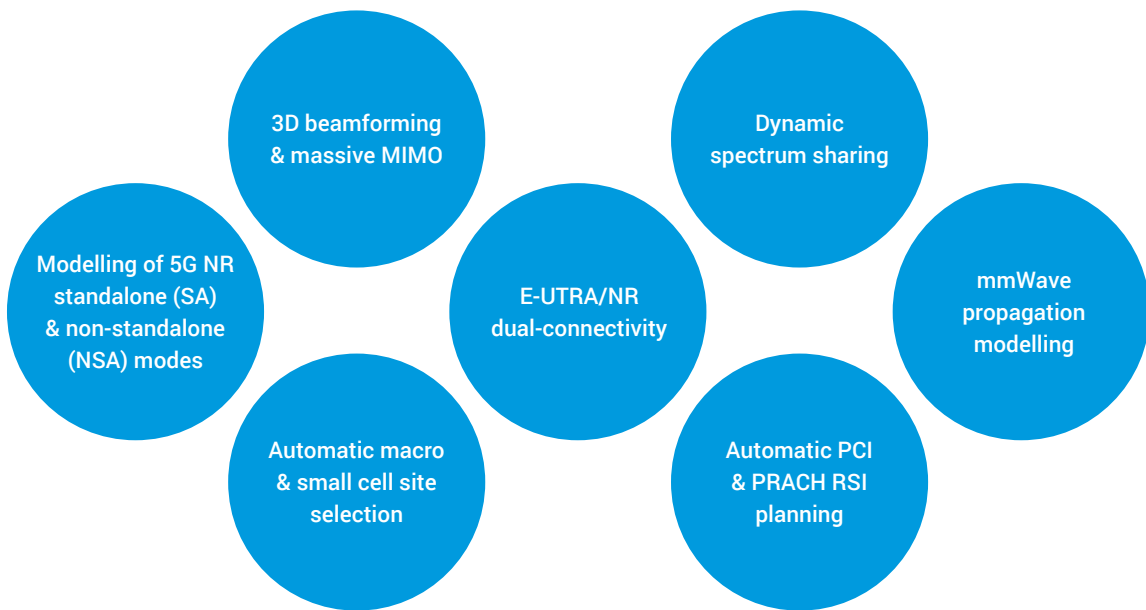 3D beamforming
& massive MIMO
Dynamic
spectrum sharing
Modelling of 5G NR
standalone (SA)
& non-standalone
(NSA) modes
E-UTRA/NR
dual-connectivity
mmWave
propagation
modelling
Automatic macro
& small cell site
selection
Automatic PCI
& PRACH RSI
planning